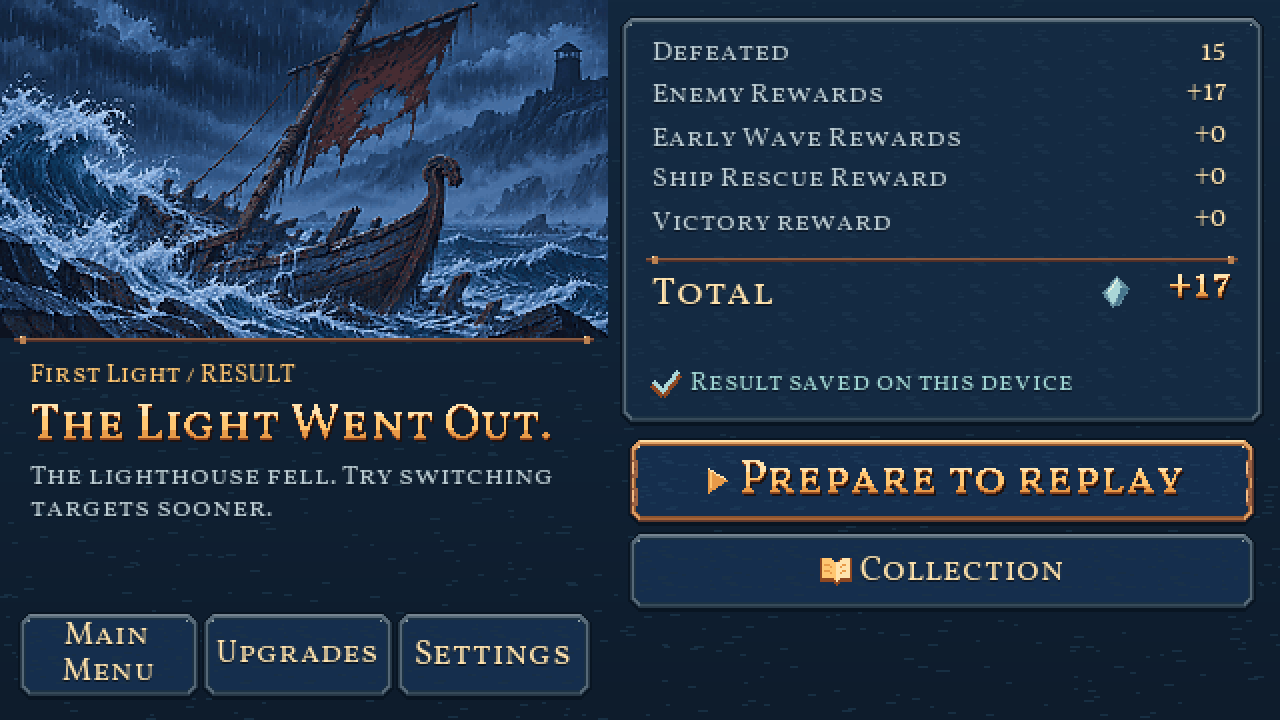 First Light / RESULT
The Light Went Out.
The lighthouse fell. Try switching
targets sooner.
Main
Menu
Upgrades
Settings
Defeated 15
Enemy Rewards +17
Early Wave Rewards +0
Ship Rescue Reward +0
Victory reward +0
Total +17
Result saved on this device
Prepare to replay
Collection